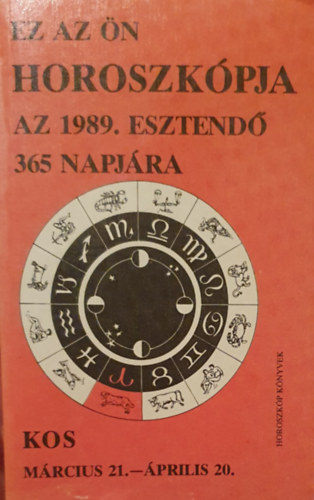 EZ AZ ÖN
HOROSZKÓPJA
AZ 1989. ESZTENDŐ
365 NAPJÁRA
HOROSZKÓP KÖNYVEK
KOS
MÁRCIUS 21.—ÁPRILIS 20.